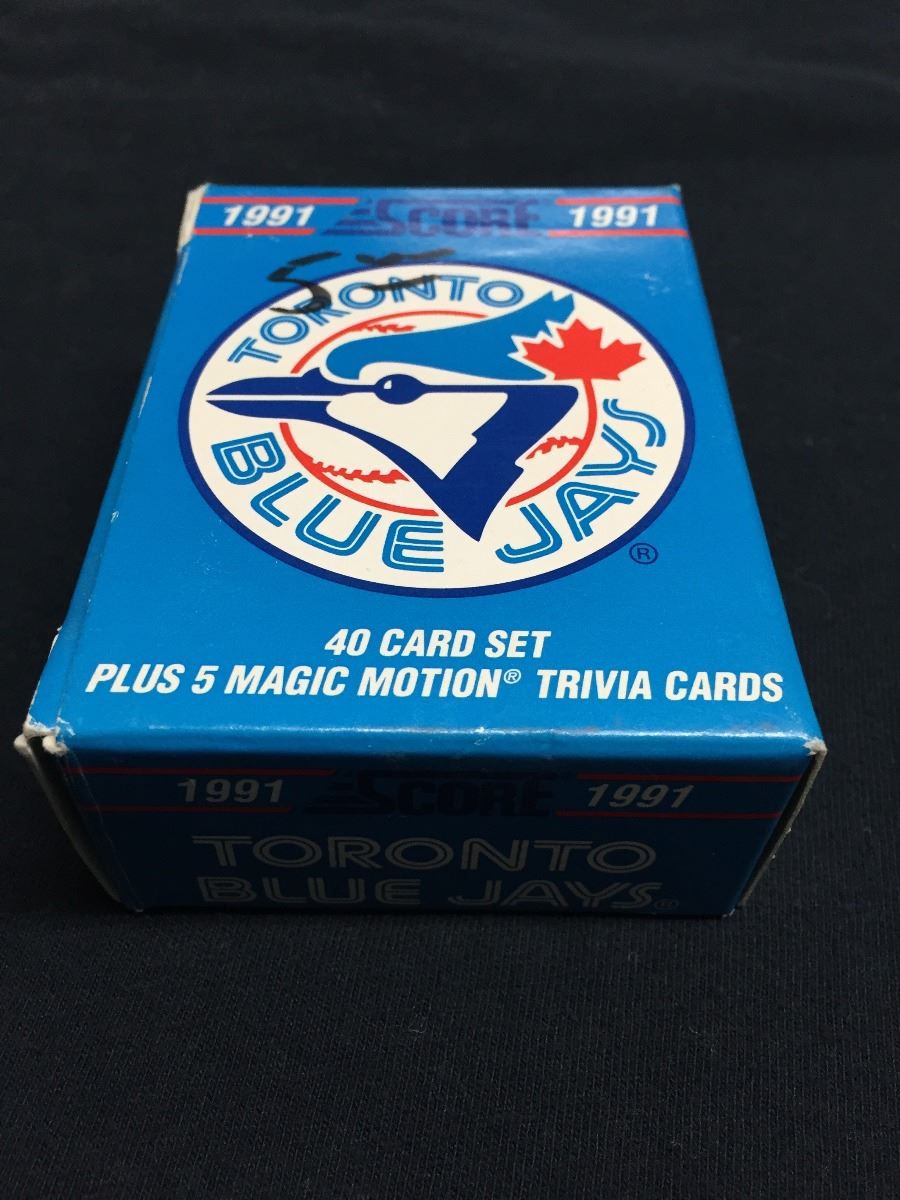 1991 SCORE 1991
TORONTO
BLUE JAYS ®
40 CARD SET
PLUS 5 MAGIC MOTION® TRIVIA CARDS
1991 SCORE 1991
TORONTO
BLUE JAYS®